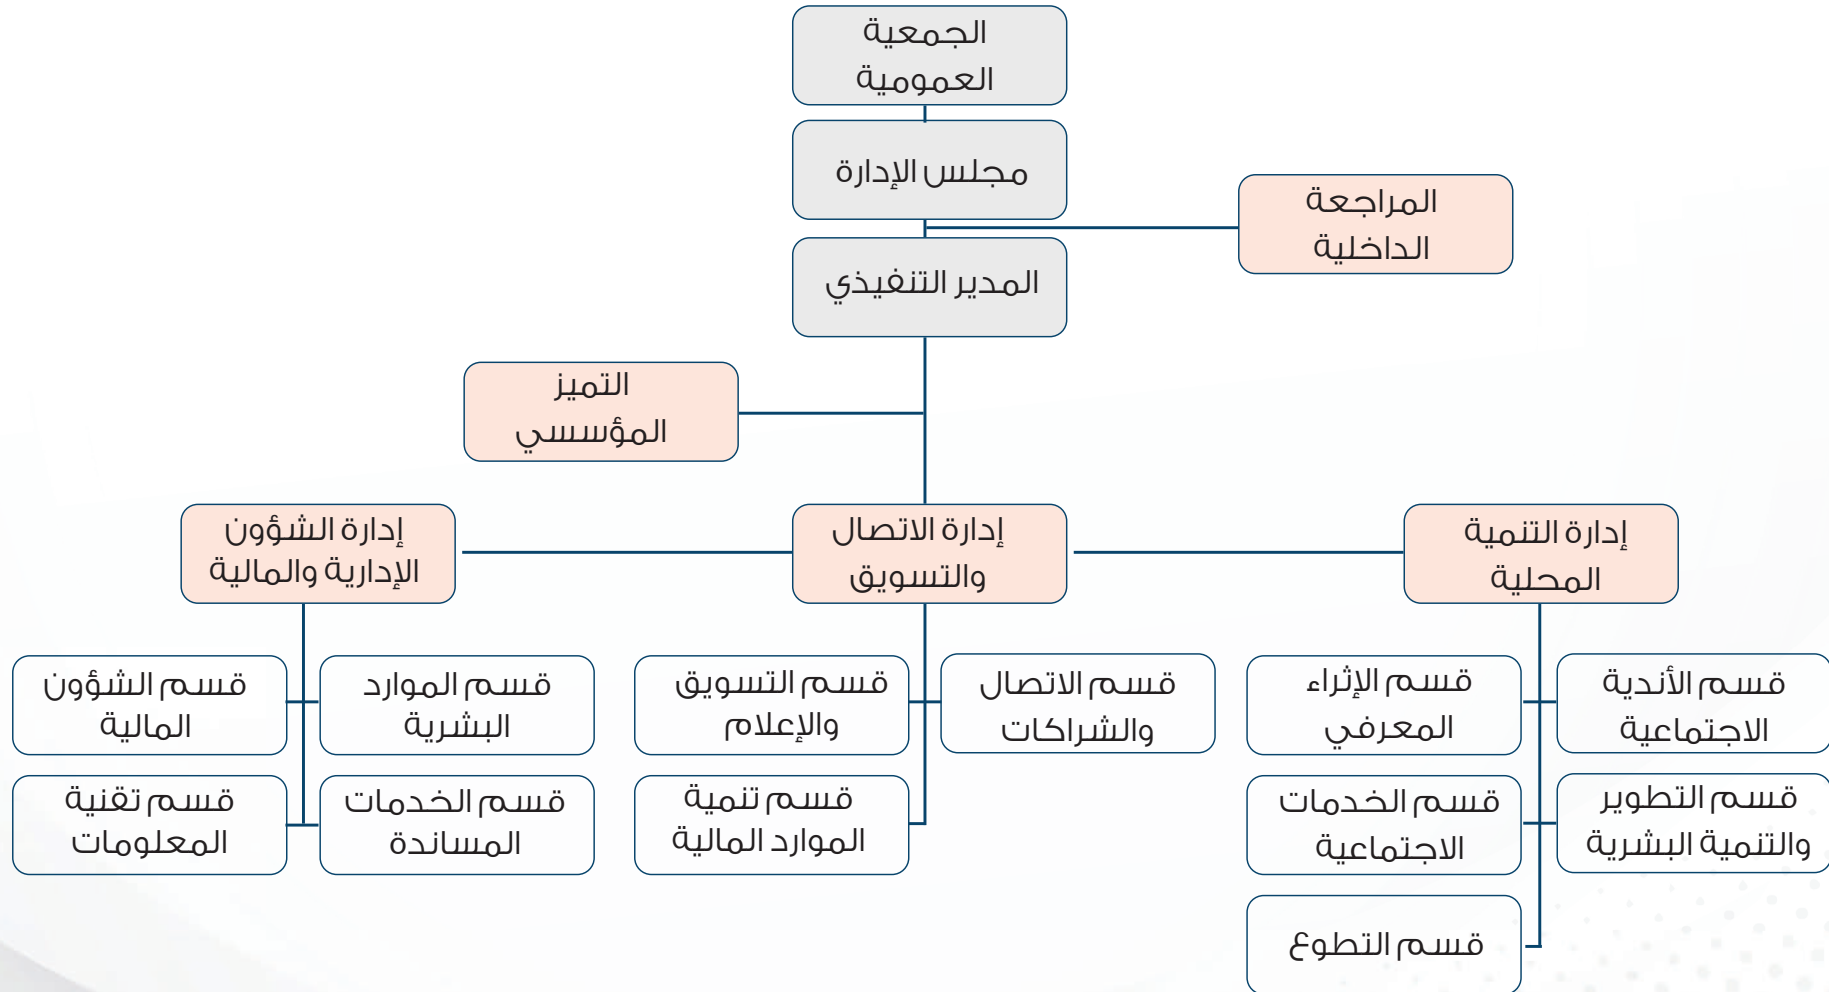 الجمعية
العمومية
مجلس الإدارة
المراجعة
الداخلية
المدير التنفيذي
التميز
المؤسسي
إدارة التنمية
المحلية
إدارة الاتصال
والتسويق
إدارة الشؤون
الإدارية والمالية
قسم الأندية
الاجتماعية
قسم الإثراء
المعرفي
قسم التطوير
والتنمية البشرية
قسم الخدمات
الاجتماعية
قسم التطوع
قسم الاتصال
والشراكات
قسم التسويق
والإعلام
قسم تنمية
الموارد المالية
قسم الموارد
البشرية
قسم الشؤون
المالية
قسم الخدمات
المساندة
قسم تقنية
المعلومات